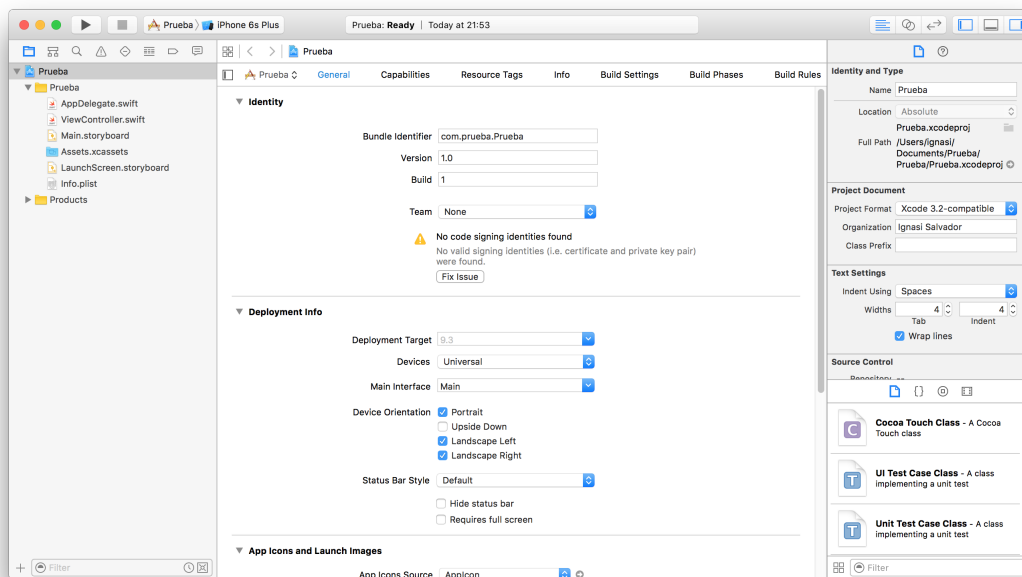 Prueba iPhone 6s Plus
Prueba: Ready | Today at 21:53
Prueba
Prueba
AppDelegate.swift
ViewController.swift
Main.storyboard
Assets.xcassets
LaunchScreen.storyboard
Info.plist
Products
Filter
Prueba
Prueba General Capabilities Resource Tags Info Build Settings Build Phases Build Rules
Identity
Bundle Identifier com.prueba.Prueba
Version 1.0
Build 1
Team None
No code signing identities found
No valid signing identities (i.e. certificate and private key pair)
were found.
Fix Issue
Deployment Info
Deployment Target 9.3
Devices Universal
Main Interface Main
Device Orientation Portrait
Upside Down
Landscape Left
Landscape Right
Status Bar Style Default
Hide status bar
Requires full screen
App Icons and Launch Images
App Icons Source AppIcon
Identity and Type
Name Prueba
Location Absolute
Prueba.xcodeproj
Full Path /Users/ignasi/
Documents/Prueba/
Prueba/Prueba.xcodeproj
Project Document
Project Format Xcode 3.2-compatible
Organization Ignasi Salvador
Class Prefix
Text Settings
Indent Using Spaces
Widths 4 4
Tab Indent
Wrap lines
Source Control
Repository --
{}
C
Cocoa Touch Class - A Cocoa
Touch class
T
UI Test Case Class - A class
implementing a unit test
T
Unit Test Case Class - A class
implementing a unit test
Filter